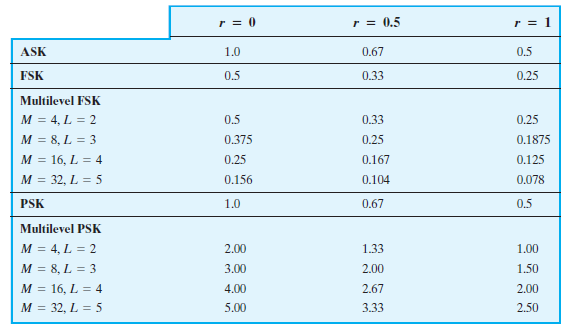 r = 0 r = 0.5 r = 1
ASK 1.0 0.67 0.5
FSK 0.5 0.33 0.25
Multilevel FSK
M = 4, L = 2 0.5 0.33 0.25
M = 8, L = 3 0.375 0.25 0.1875
M = 16, L = 4 0.25 0.167 0.125
M = 32, L = 5 0.156 0.104 0.078
PSK 1.0 0.67 0.5
Multilevel PSK
M = 4, L = 2 2.00 1.33 1.00
M = 8, L = 3 3.00 2.00 1.50
M = 16, L = 4 4.00 2.67 2.00
M = 32, L = 5 5.00 3.33 2.50